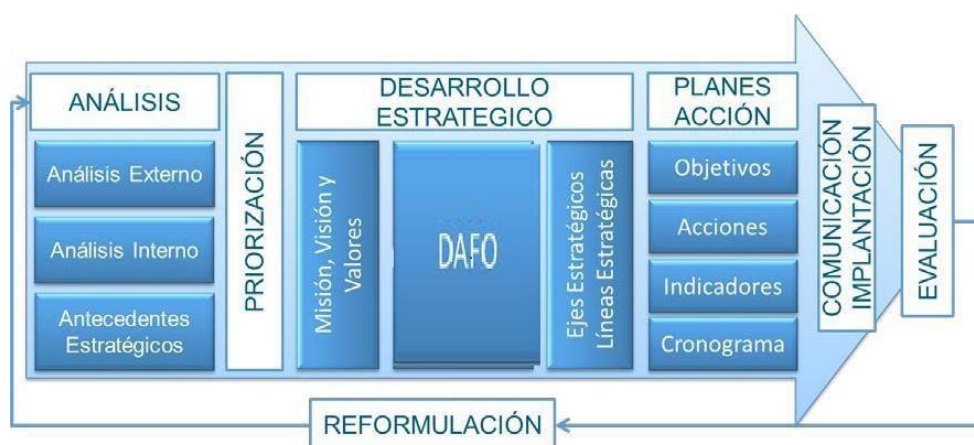 ANÁLISIS
Análisis Externo
Análisis Interno
Antecedentes
Estratégicos
PRIORIZACIÓN
DESARROLLO
ESTRATEGICO
Misión, Visión y
Valores
DAFO
Ejes Estratégicos
Líneas Estratégicas
PLANES
ACCIÓN
Objetivos
Acciones
Indicadores
Cronograma
COMUNICACIÓN
IMPLANTACIÓN
EVALUACIÓN
REFORMULACIÓN